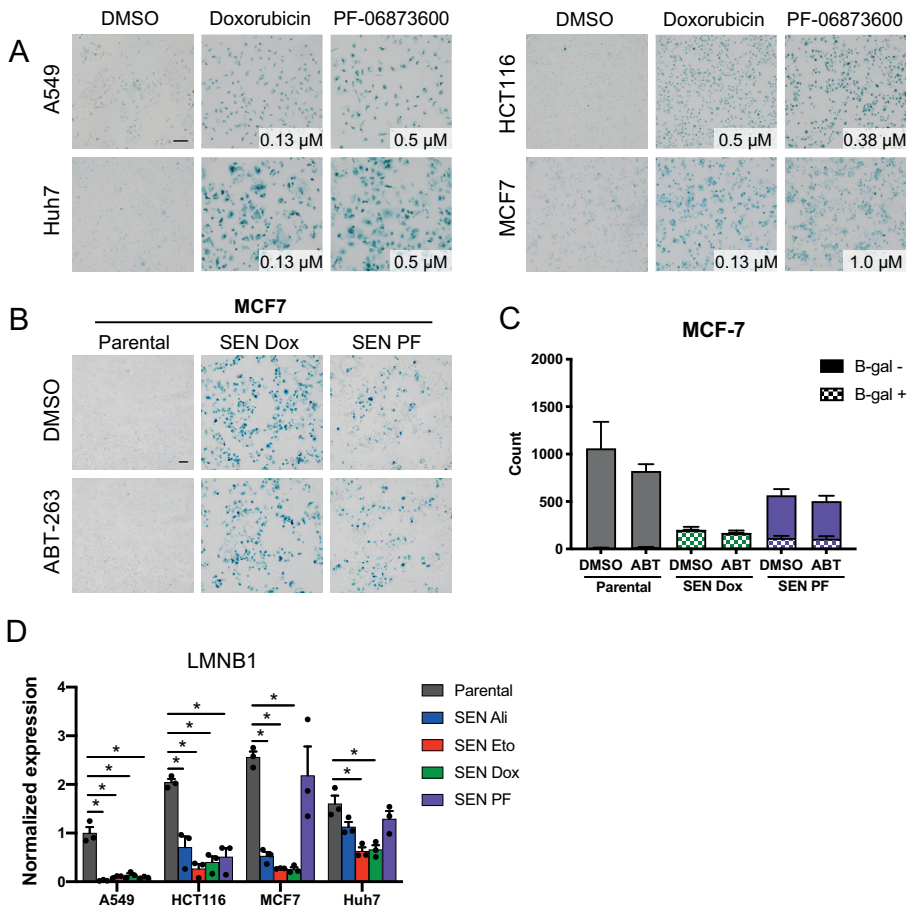 A
DMSO Doxorubicin PF-06873600
A549
0.13 µM 0.5 µM
Huh7
0.13 µM 0.5 µM
DMSO Doxorubicin PF-06873600
HCT116
0.5 µM 0.38 µM
MCF7
0.13 µM 1.0 µM
B
MCF7
Parental SEN Dox SEN PF
DMSO
ABT-263
C
MCF-7
2000
1500
1000
500
0
Count
B-gal -
B-gal +
DMSO ABT DMSO ABT DMSO ABT
Parental SEN Dox SEN PF
D
LMNB1
4
3
2
1
0
Normalized expression
* * * *
* * * *
* * *
* *
Parental
SEN Ali
SEN Eto
SEN Dox
SEN PF
A549 HCT116 MCF7 Huh7